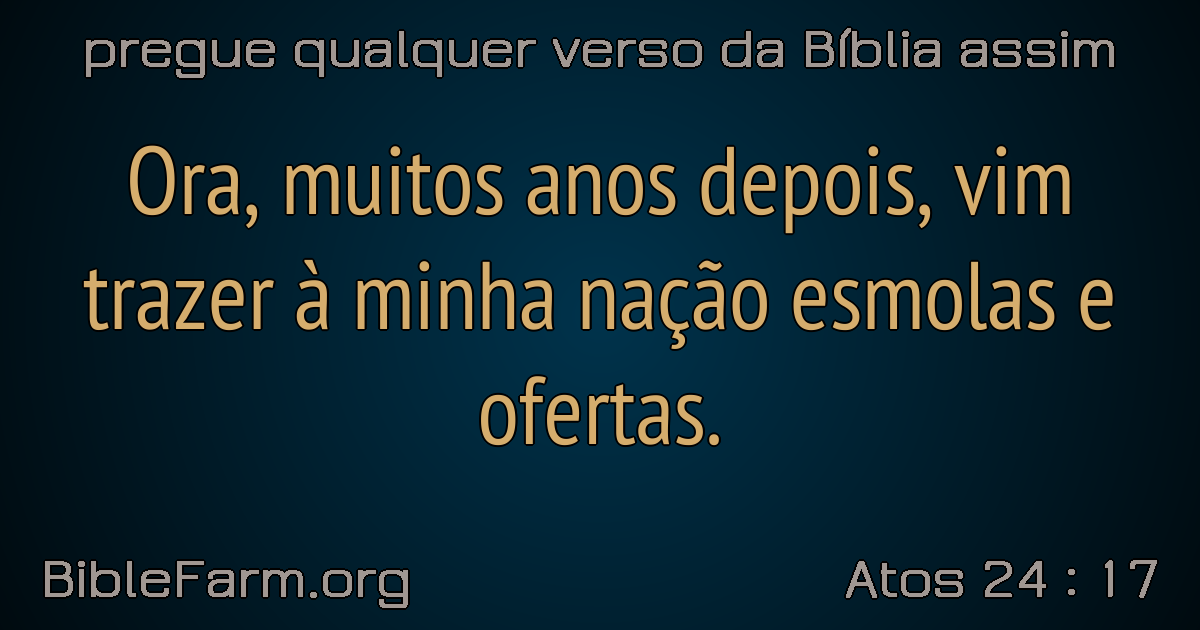 pregue qualquer verso da Bíblia assim
Ora, muitos anos depois, vim
trazer à minha nação esmolas e
ofertas.
BibleFarm.org
Atos 24 : 17